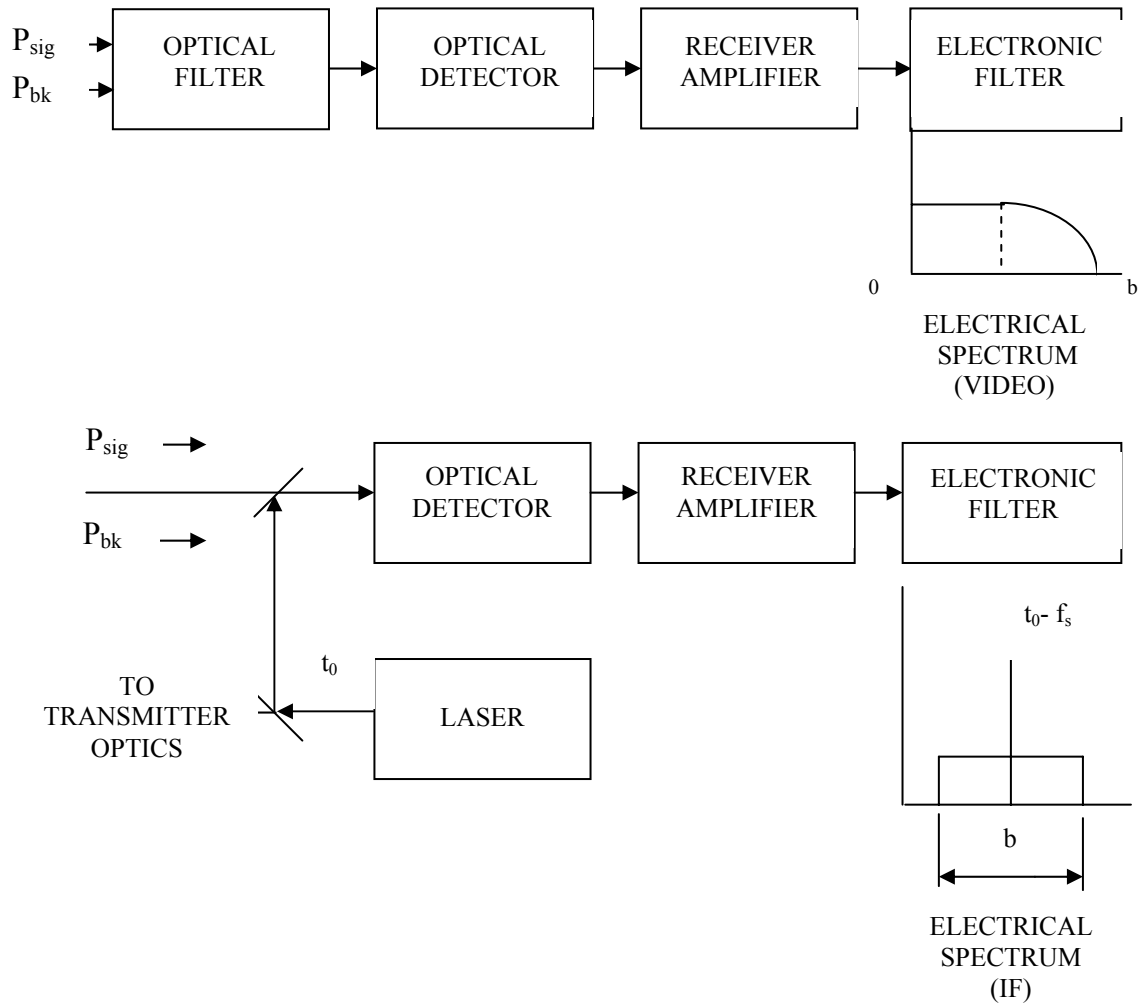 P_sig
P_bk
OPTICAL
FILTER
OPTICAL
DETECTOR
RECEIVER
AMPLIFIER
ELECTRONIC
FILTER
0
b
ELECTRICAL
SPECTRUM
(VIDEO)
P_sig
P_bk
OPTICAL
DETECTOR
RECEIVER
AMPLIFIER
ELECTRONIC
FILTER
t_0- f_s
t_0
TO
TRANSMITTER
OPTICS
LASER
b
ELECTRICAL
SPECTRUM
(IF)